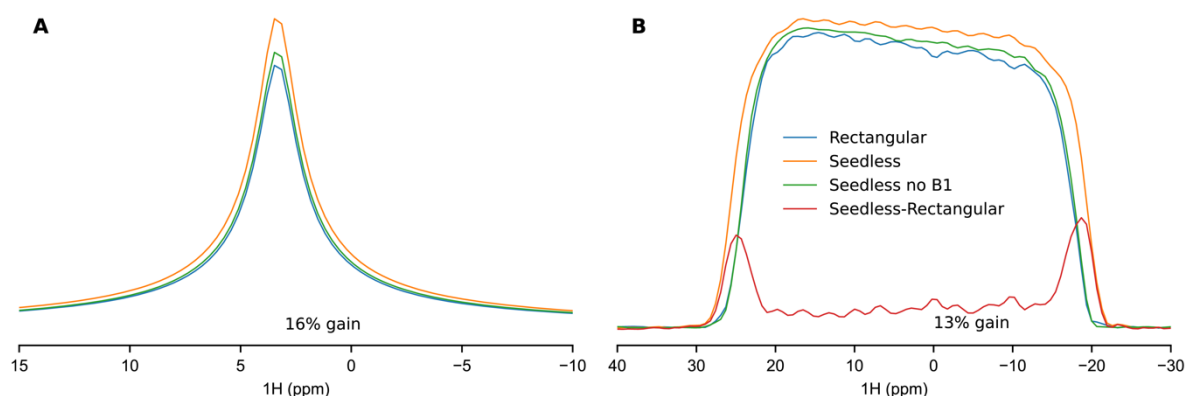 A
16% gain
15 10 5 0 −5 −10
1H (ppm)
B
Rectangular
Seedless
Seedless no B1
Seedless-Rectangular
13% gain
40 30 20 10 0 −10 −20 −30
1H (ppm)